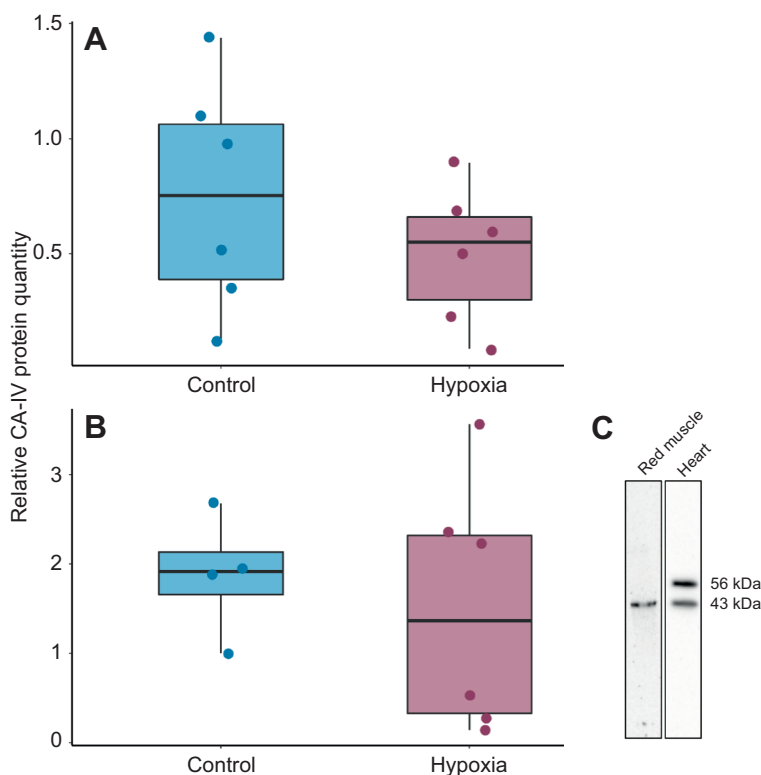 Relative CA-IV protein quantity
A
1.5
1.0
0.5
Control
Hypoxia
B
3
2
1
0
Control
Hypoxia
C
Red muscle
Heart
56 kDa
43 kDa